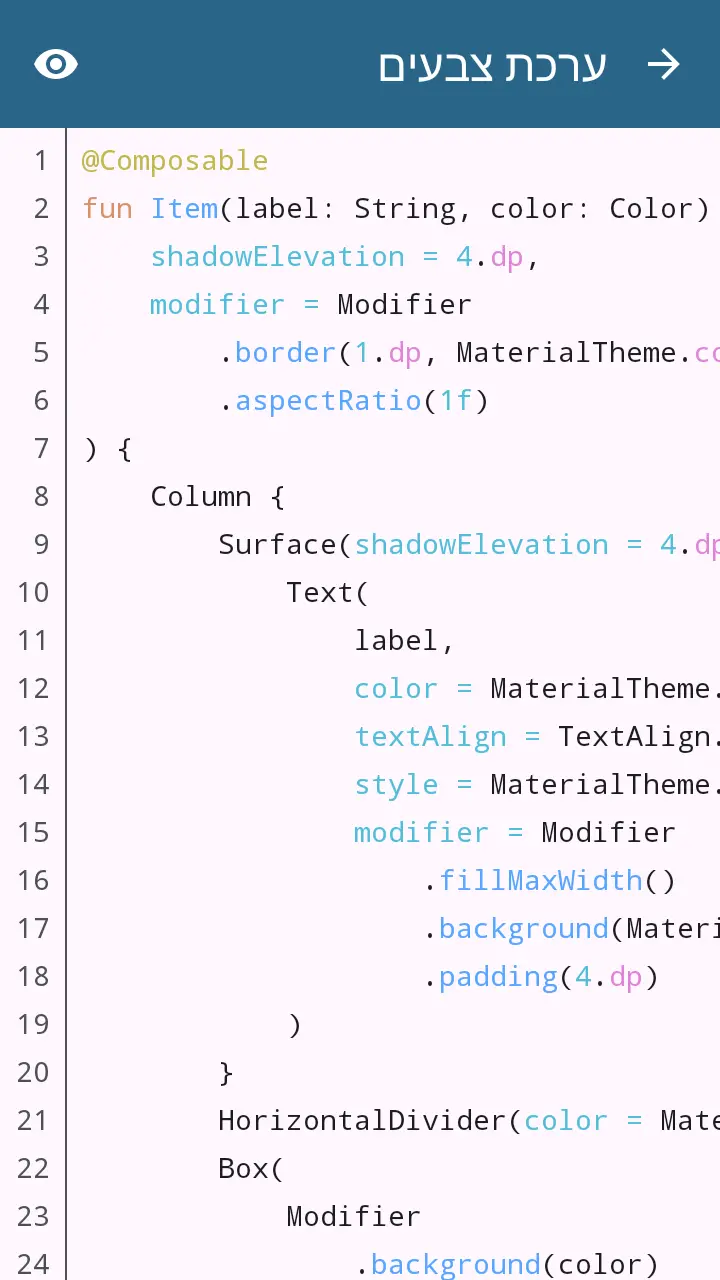 ערכת צבעים
1 @Composable
2 fun Item(label: String, color: Color)
3 shadowElevation = 4.dp,
4 modifier = Modifier
5 .border(1.dp, MaterialTheme.co
6 .aspectRatio(1f)
7 ) {
8 Column {
9 Surface(shadowElevation = 4.dp
10 Text(
11 label,
12 color = MaterialTheme.
13 textAlign = TextAlign.
14 style = MaterialTheme.
15 modifier = Modifier
16 .fillMaxWidth()
17 .background(Materi
18 .padding(4.dp)
19 )
20 }
21 HorizontalDivider(color = Mate
22 Box(
23 Modifier
24 .background(color)